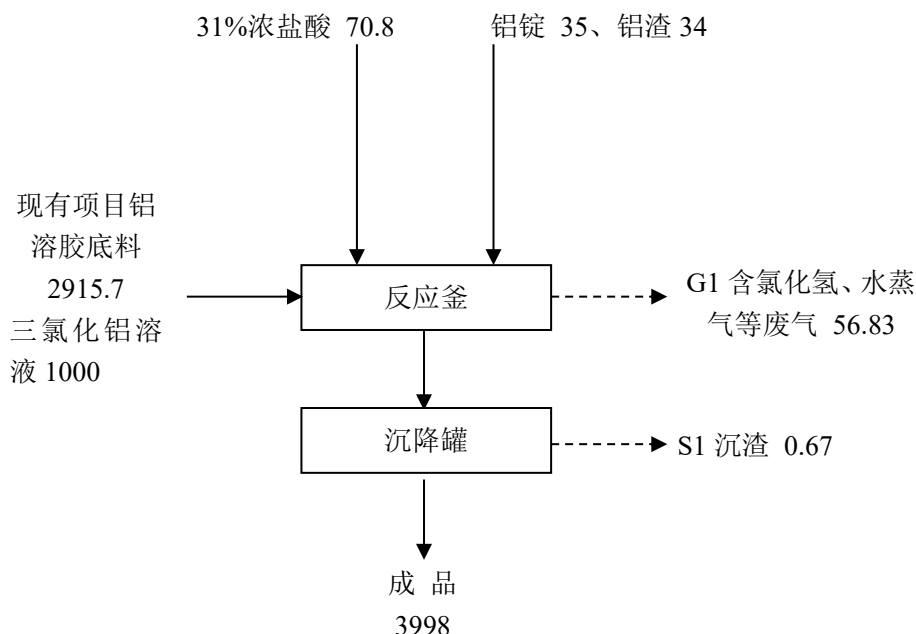 31%浓盐酸 70.8
铝锭 35、铝渣 34
现有项目铝
溶胶底料
2915.7
三氯化铝溶
液 1000
反应釜
G1 含氯化氢、水蒸
气等废气 56.83
沉降罐
S1 沉渣 0.67
成 品
3998